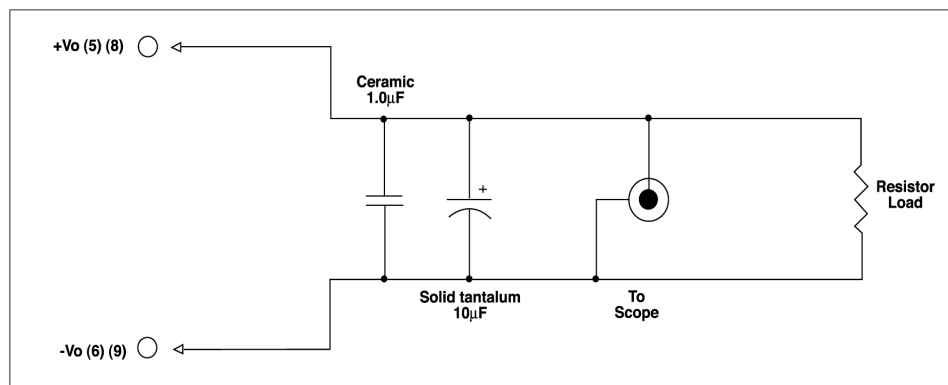 +Vo (5) (8)
Ceramic
1.0µF
+
Resistor
Load
Solid tantalum
10µF
To
Scope
-Vo (6) (9)